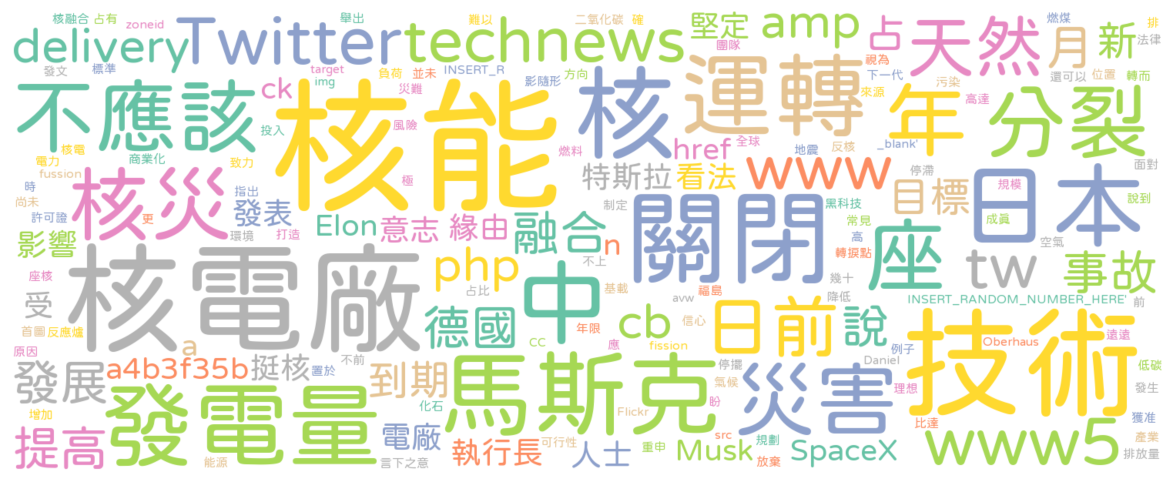 核融合 占有 zoneid
舉出
delivery
Twitter
technews
難以
二氧化碳 確
堅定
amp
占
天然
月
燃煤
新
排
法律
發文
標準
target
img
負荷
災難
並未
INSERT_R
影隨形
方向
團隊
視為
下一代
來源
污染
高達
還可以
位置
轉而
不應該
ck
投入
風險
核能
核
運轉
年
分裂
商業化
核電
電力
fussion
致力
極
燃料
href
全球
地震
反核
_blank'
停滯
面對
核災
時
尚未
許可證
更
指出
發表
環境
打造
Elon
意志
緣由
特斯拉
看法
www
制定
黑科技
目標
規模
日本
說到
常見
高
成真
轉捩點
空氣
影響
融合
n
不上
關閉
座
tw
事故
幾十
降低
前
座核
受
核電廠
php
占比
中
基載
福島
avw
信心
年限
INSERT_RANDOM_NUMBER_HERE'
首圖
反應爐
原因
a
a4b3f35b
挺核
置於
不前
德國
cc
cb
應
fission
日前
說
例子
Oberhaus
技術
遠遠
低碳
發展
到期
馬斯克
停擺
氣候
Daniel
災害
理想
發生
增加
提高
發電量
化石
電廠
Flickr
盼
獲准
比達
能源
言下之意
執行長
可行性
人士
重申
Musk
src
放棄
規劃
SpaceX
www5
產業
排放量